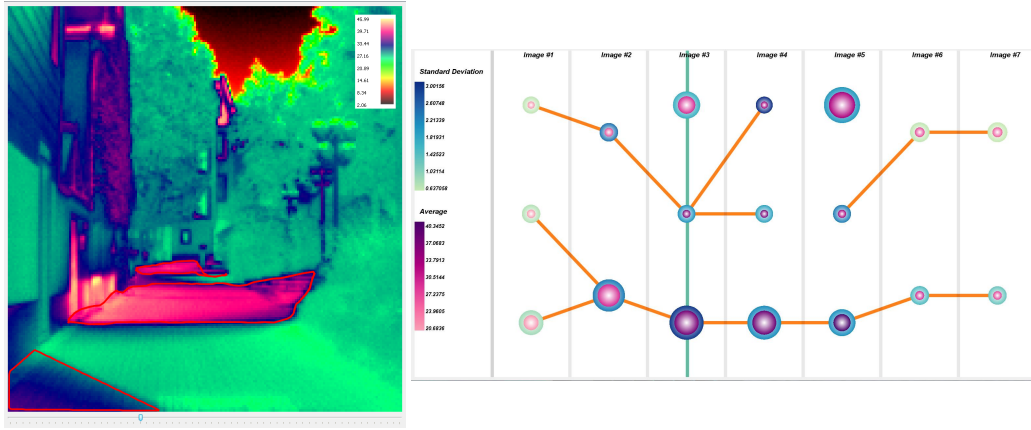 46.99
39.71
33.44
27.16
20.89
14.61
8.34
2.06
Image #1
Image #2
Image #3
Image #4
Image #5
Image #6
Image #7
Standard Deviation
3.00156
2.60748
2.21339
1.81931
1.42523
1.03114
0.637058
Average
40.3452
37.0683
33.7913
30.5144
27.2375
23.9605
20.6836